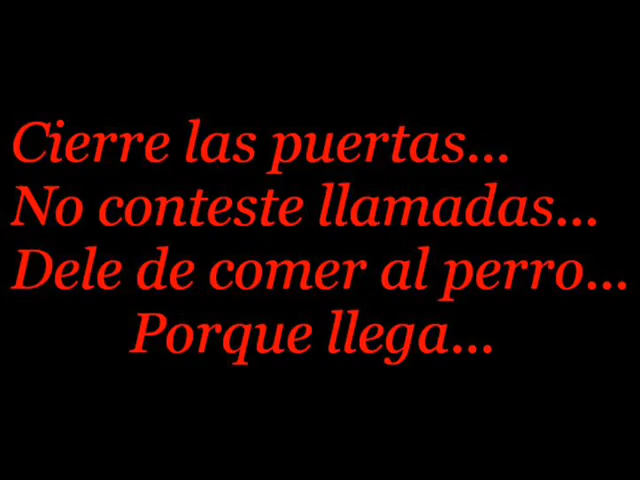 Cierre las puertas...
No conteste llamadas...
Dele de comer al perro...
Porque llega...